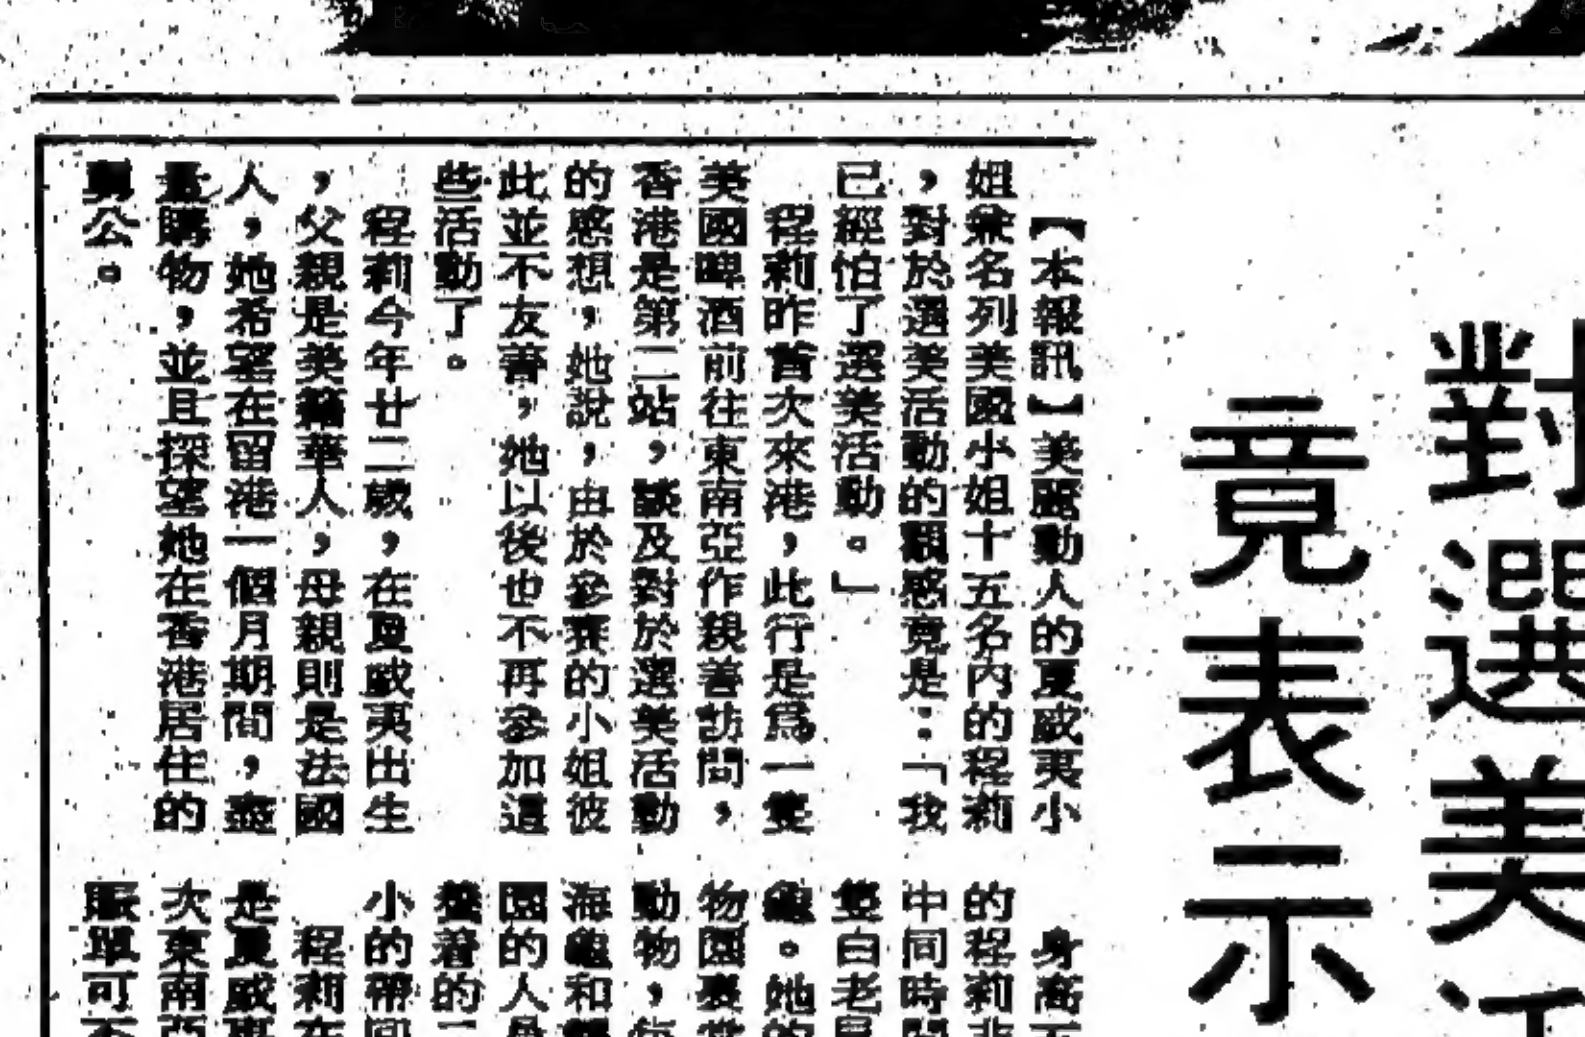 對選美活
竟表示
【本報訊】美麗動人的夏威夷小
姐兼名列美國小姐十五名內的程莉
，對於選美活動的觀感竟是：「我
已經怕了選美活動。」
程莉昨首次來港，此行是爲一隻
美國啤酒前往東南亞作親善訪問，
香港是第二站，談及對於選美活動
的感想，她說，由於參賽的小姐彼
此並不友善，她以後也不再參加這
些活動了。
程莉今年廿二歲，在夏威夷出生
，父親是美籍華人，母親則是法國
人，她希望在留港一個月期間，盡
量購物，並且探望她在香港居住的
舅公。
身高
的程莉
中同時
隻白老
龜。她的
物園裏
動物，
海龜和
園的人
着的二
小的帶回
程莉在
是夏威夷
次東南亞
賬單可不